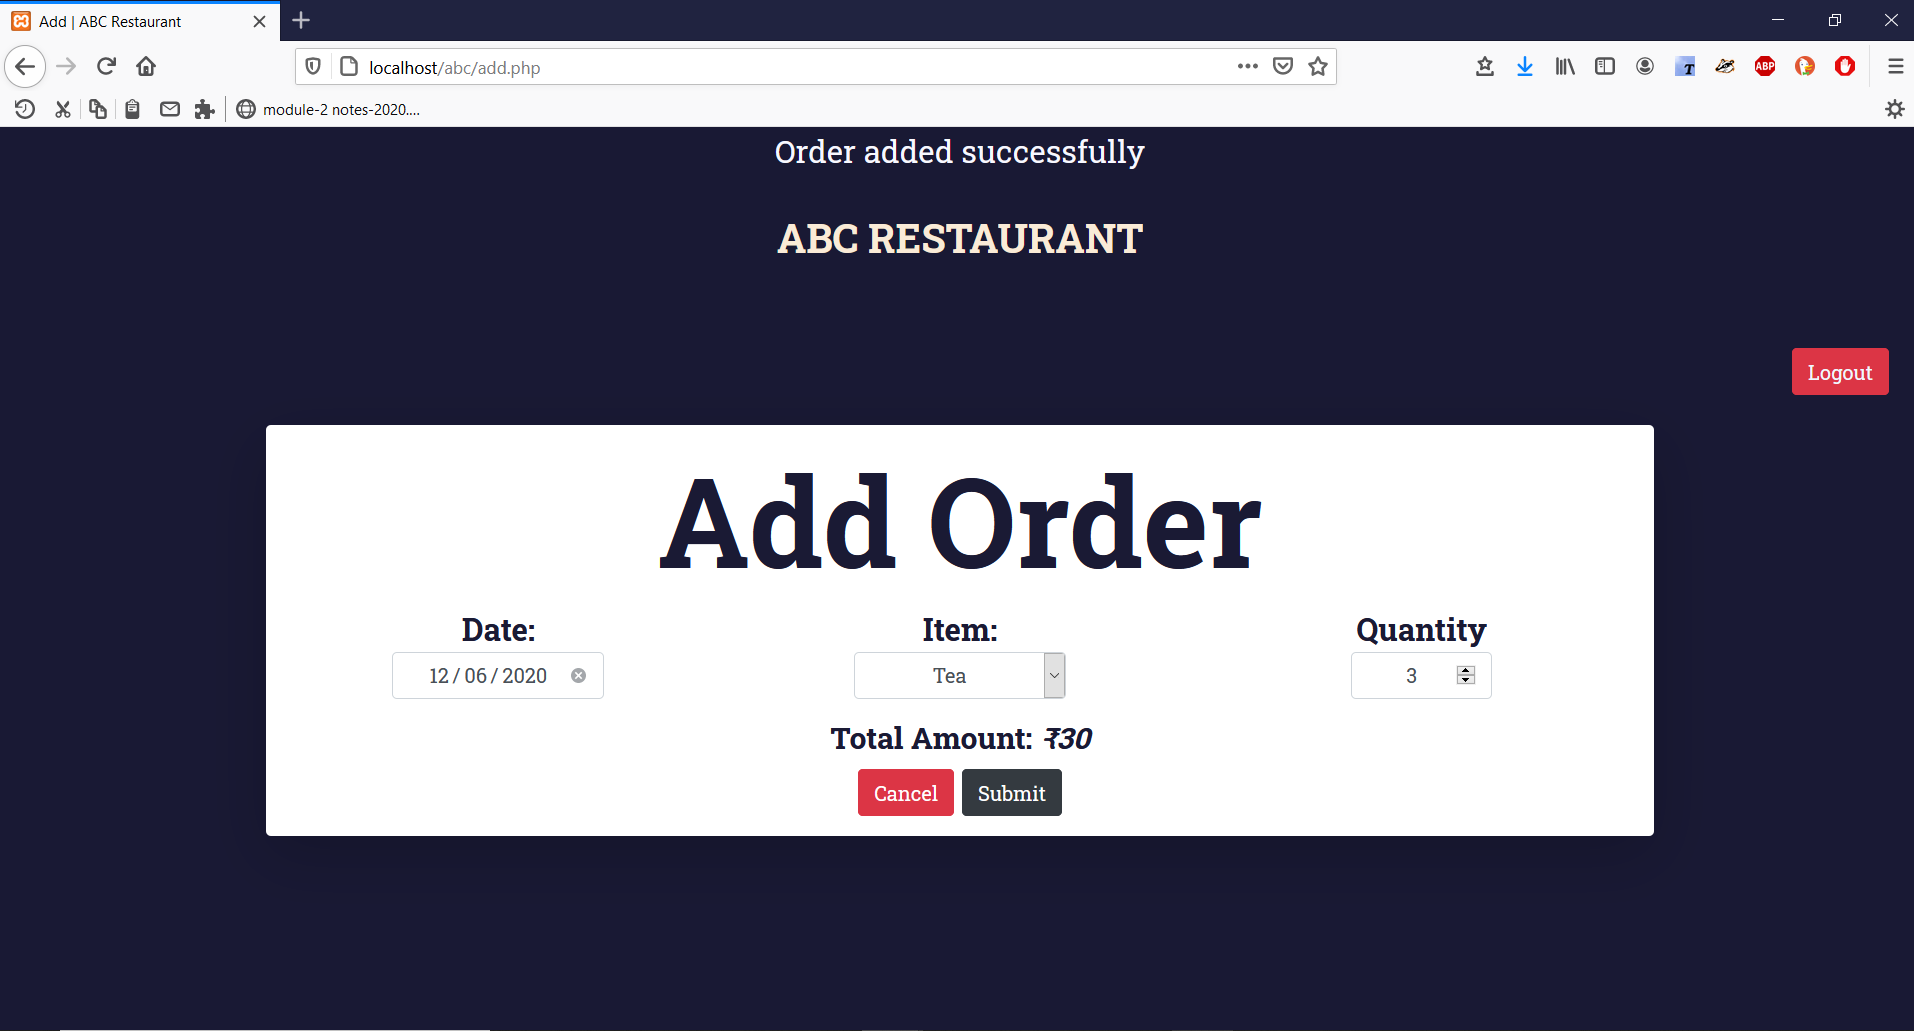 Add | ABC Restaurant
localhost/abc/add.php
T
ABP
module-2 notes-2020....
Order added successfully
ABC RESTAURANT
Logout
Add Order
Date: Item: Quantity
12 / 06 / 2020 Tea 3
Total Amount: ₹30
Cancel Submit